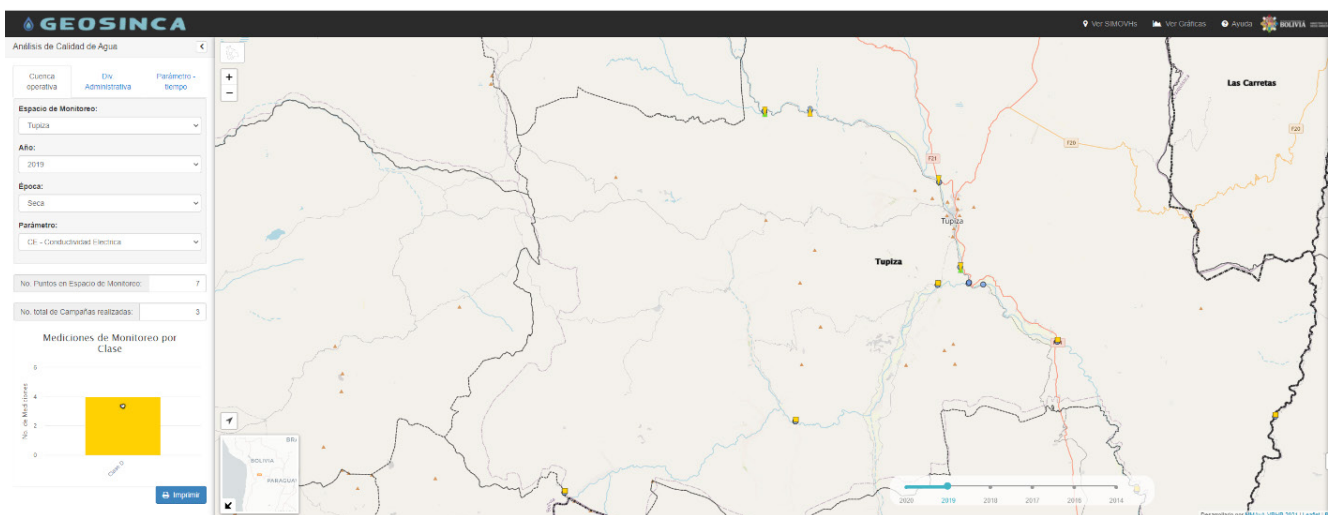 GEOSINCA
Ver SIMOVHs
Ver Gráficas
Ayuda
BOLIVIA
Análisis de Calidad de Agua
Cuenca operativa
Div. Administrativa
Parámetro - tiempo
Espacio de Monitoreo:
Tupiza
Año:
2019
Época:
Seca
Parámetro:
CE - Conductividad Electrica
No. Puntos en Espacio de Monitoreo:
7
No. total de Campañas realizadas:
3
Mediciones de Monitoreo por
Clase
No. de Mediciones
6
4
2
0
Imprimir
Las Carretas
F20
F20
F21
Tupiza
Tupiza
BOLIVIA
PARAGUAY
2020
2019
2018
2017
2014